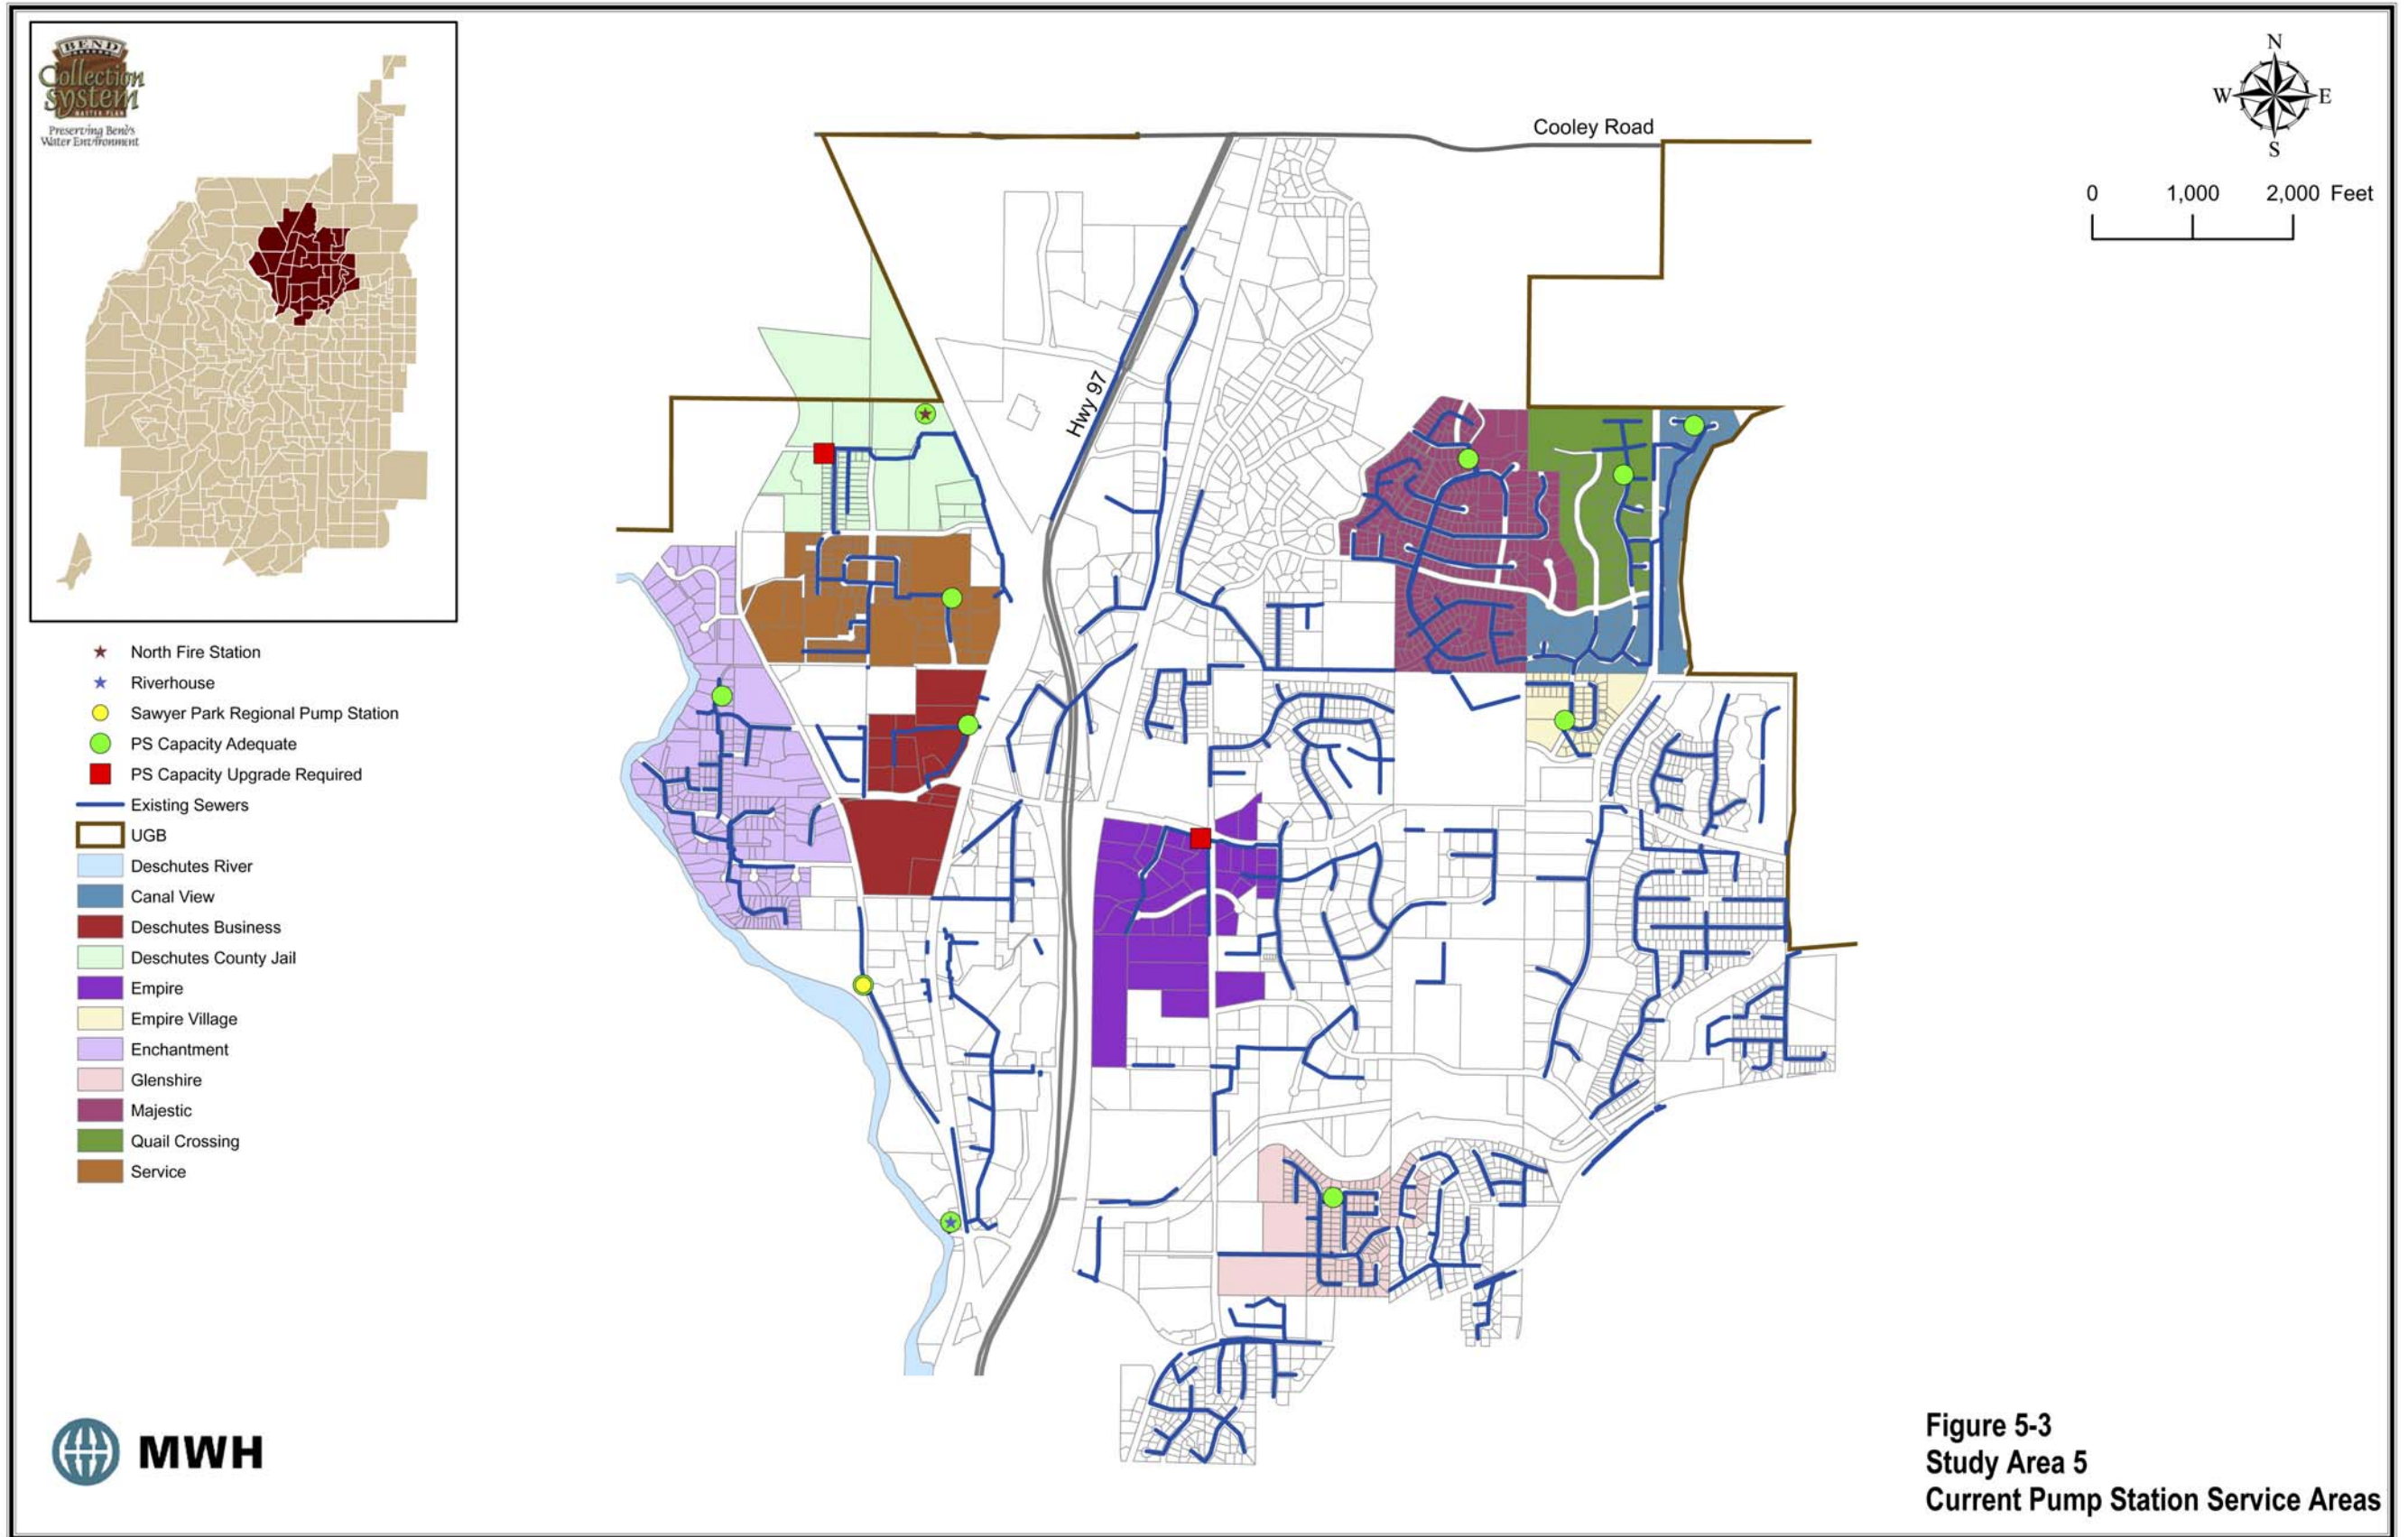 BEND
Collection
System
MASTER PLAN
Preserving Bend's
Water Environment
N
W E
S
0 1,000 2,000 Feet
Cooley Road
Hwy 97
North Fire Station
Riverhouse
Sawyer Park Regional Pump Station
PS Capacity Adequate
PS Capacity Upgrade Required
Existing Sewers
UGB
Deschutes River
Canal View
Deschutes Business
Deschutes County Jail
Empire
Empire Village
Enchantment
Glenshire
Majestic
Quail Crossing
Service
MWH
Figure 5-3
Study Area 5
Current Pump Station Service Areas